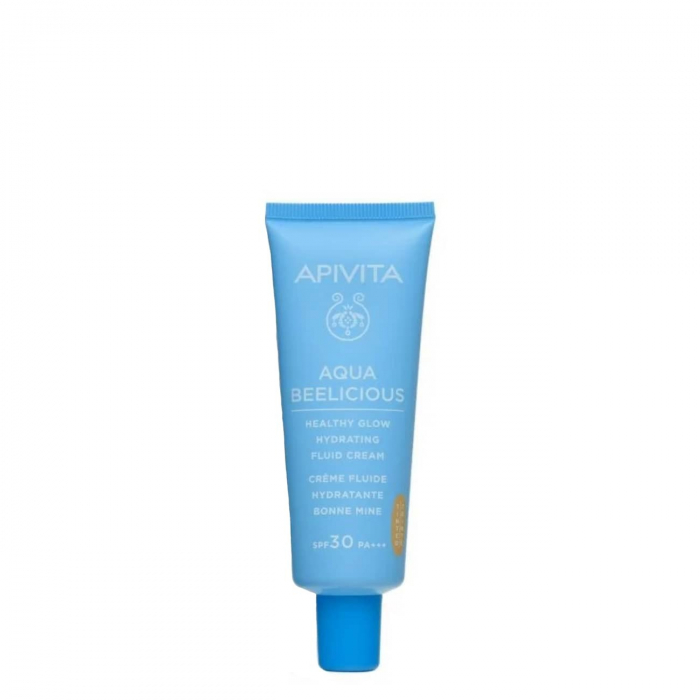 APIVITA
AQUA
BEELICIOUS
HEALTHY GLOW
HYDRATING
FLUID CREAM
CRÈME FLUIDE
HYDRATANTE
BONNE MINE
SPF30 PA+++